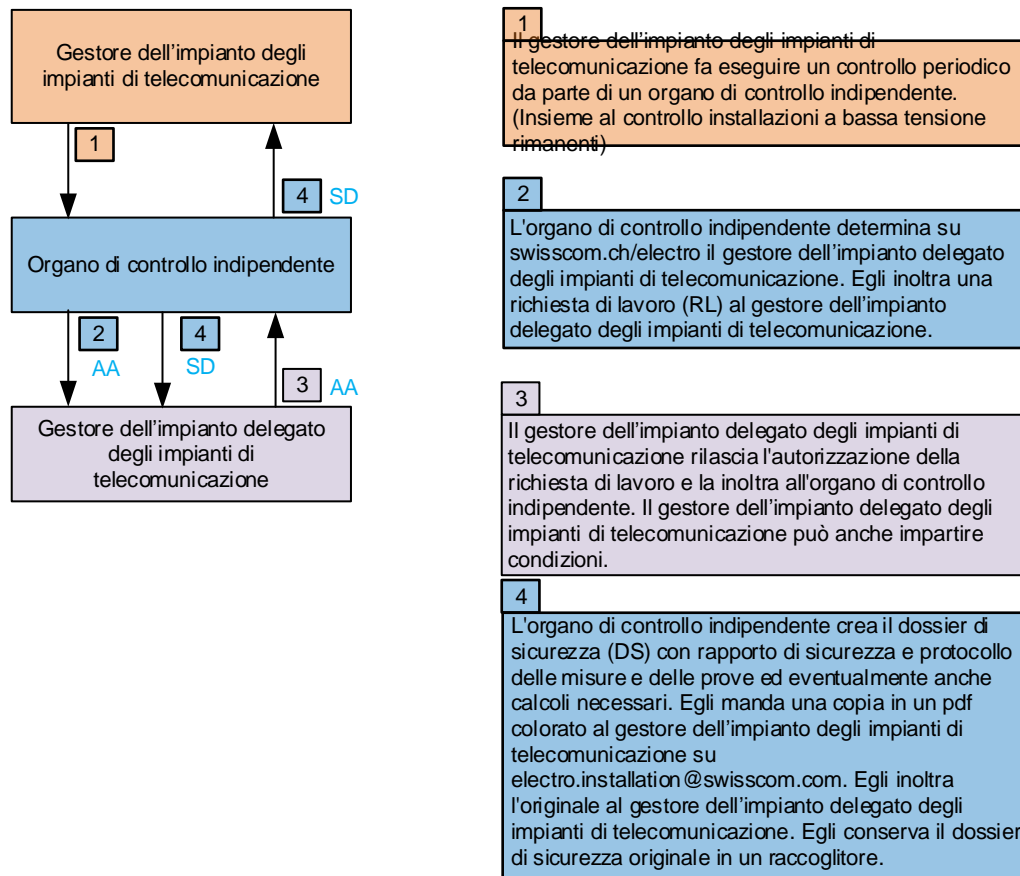 Gestore dell'impianto degli
impianti di telecomunicazione
1
4 SD
Organo di controllo indipendente
2
AA
4
SD
3 AA
Gestore dell'impianto delegato
degli impianti di
telecomunicazione
1
Il gestore dell'impianto degli impianti di
telecomunicazione fa eseguire un controllo periodico
da parte di un organo di controllo indipendente.
(Insieme al controllo installazioni a bassa tensione
rimanenti)
2
L'organo di controllo indipendente determina su
swisscom.ch/electro il gestore dell'impianto delegato
degli impianti di telecomunicazione. Egli inoltra una
richiesta di lavoro (RL) al gestore dell'impianto
delegato degli impianti di telecomunicazione.
3
Il gestore dell'impianto delegato degli impianti di
telecomunicazione rilascia l'autorizzazione della
richiesta di lavoro e la inoltra all'organo di controllo
indipendente. Il gestore dell'impianto delegato degli
impianti di telecomunicazione può anche impartire
condizioni.
4
L'organo di controllo indipendente crea il dossier di
sicurezza (DS) con rapporto di sicurezza e protocollo
delle misure e delle prove ed eventualmente anche
calcoli necessari. Egli manda una copia in un pdf
colorato al gestore dell'impianto degli impianti di
telecomunicazione su
electro.installation@swisscom.com. Egli inoltra
l'originale al gestore dell'impianto delegato degli
impianti di telecomunicazione. Egli conserva il dossier
di sicurezza originale in un raccoglitore.